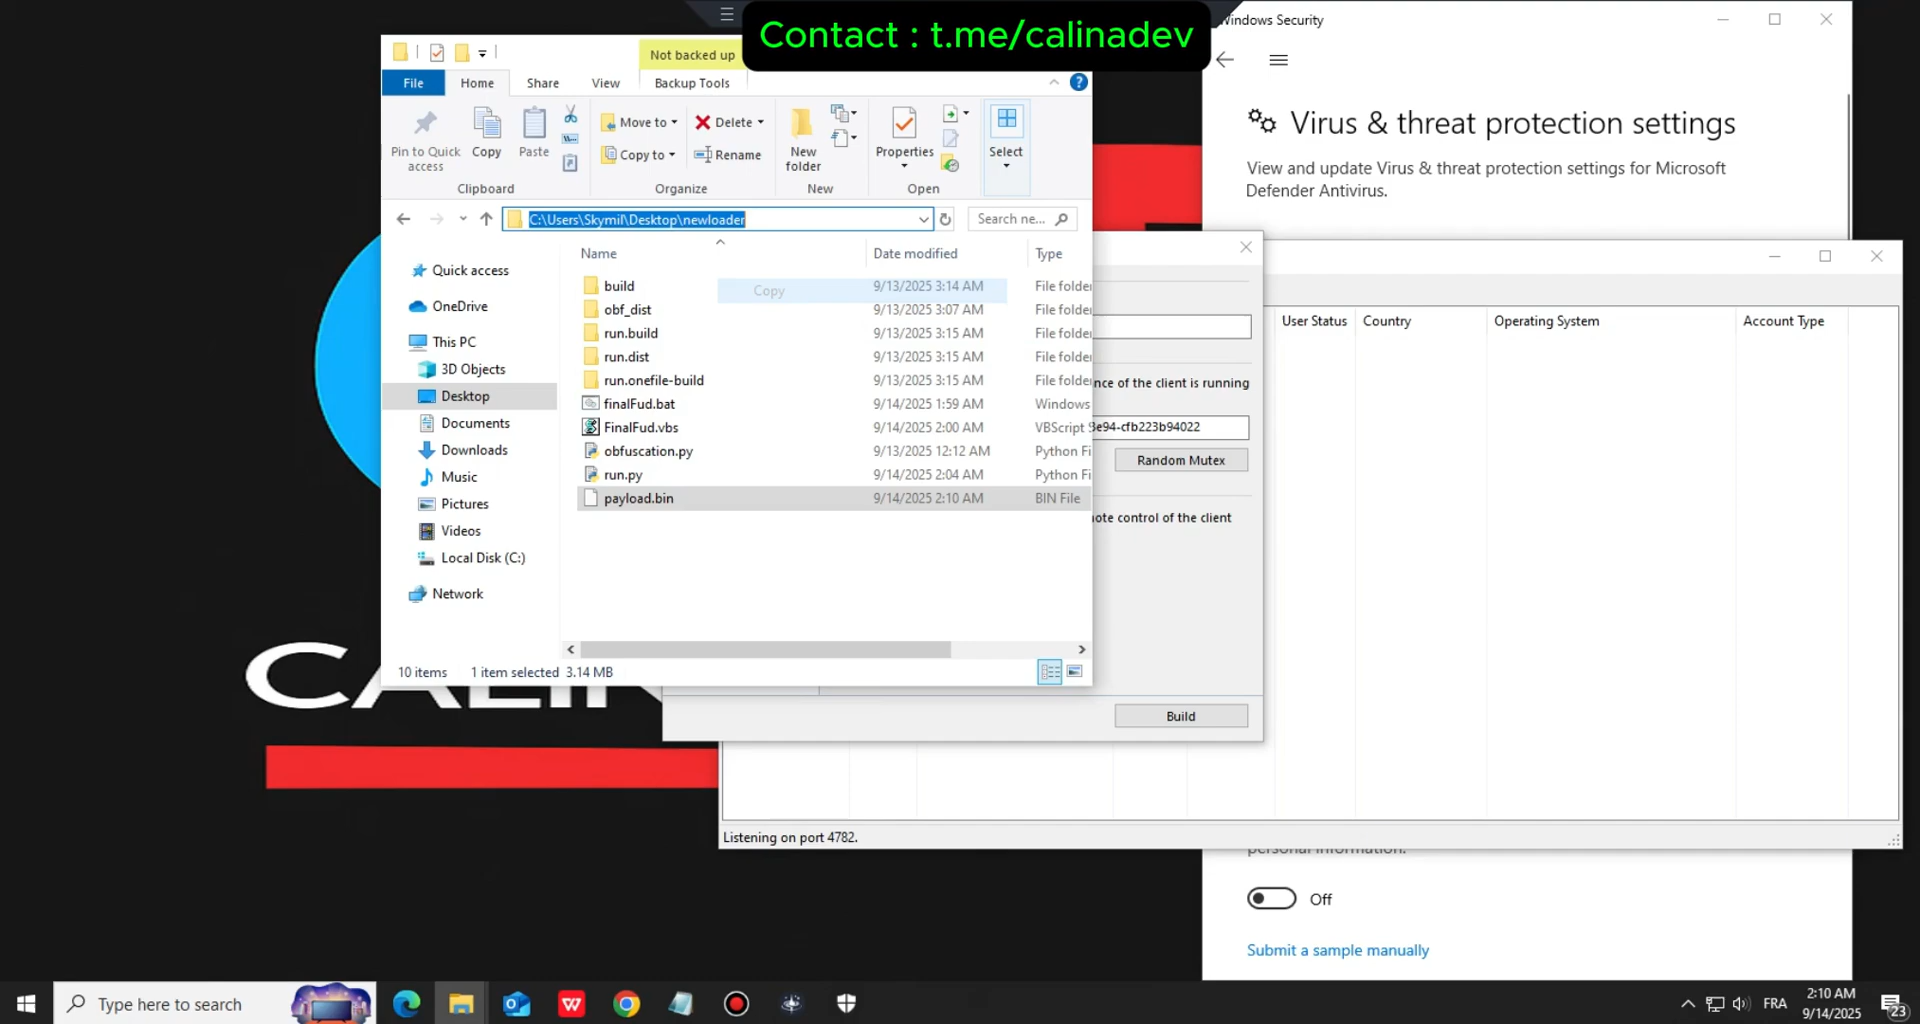 Contact : t.me/calinadev
Not backed up
File
Home
Share
View
Backup Tools
Pin to Quick access
Copy
Paste
Move to
Copy to
Delete
Rename
New folder
Properties
Select
Clipboard
Organize
New
Open
C:\Users\Skymil\Desktop\newloader
Search ne...
Name
Date modified
Type
Quick access
OneDrive
This PC
3D Objects
Desktop
Documents
Downloads
Music
Pictures
Videos
Local Disk (C:)
Network
build 9/13/2025 3:14 AM File folde
Copy
obf_dist 9/13/2025 3:07 AM File folde
run.build 9/13/2025 3:15 AM File folde
run.dist 9/13/2025 3:15 AM File folde
run.onefile-build 9/13/2025 3:15 AM File folde
finalFud.bat 9/14/2025 1:59 AM Windows
FinalFud.vbs 9/14/2025 2:00 AM VBScript S
obfuscation.py 9/13/2025 12:12 AM Python Fi
run.py 9/14/2025 2:04 AM Python Fi
payload.bin 9/14/2025 2:10 AM BIN File
10 items
1 item selected 3.14 MB
nce of the client is running
3e94-cfb223b94022
Random Mutex
note control of the client
Build
Windows Security
Virus & threat protection settings
View and update Virus & threat protection settings for Microsoft
Defender Antivirus.
User Status
Country
Operating System
Account Type
Listening on port 4782.
personal information.
Off
Submit a sample manually
CALIN
Type here to search
FRA
2:10 AM
9/14/2025
23